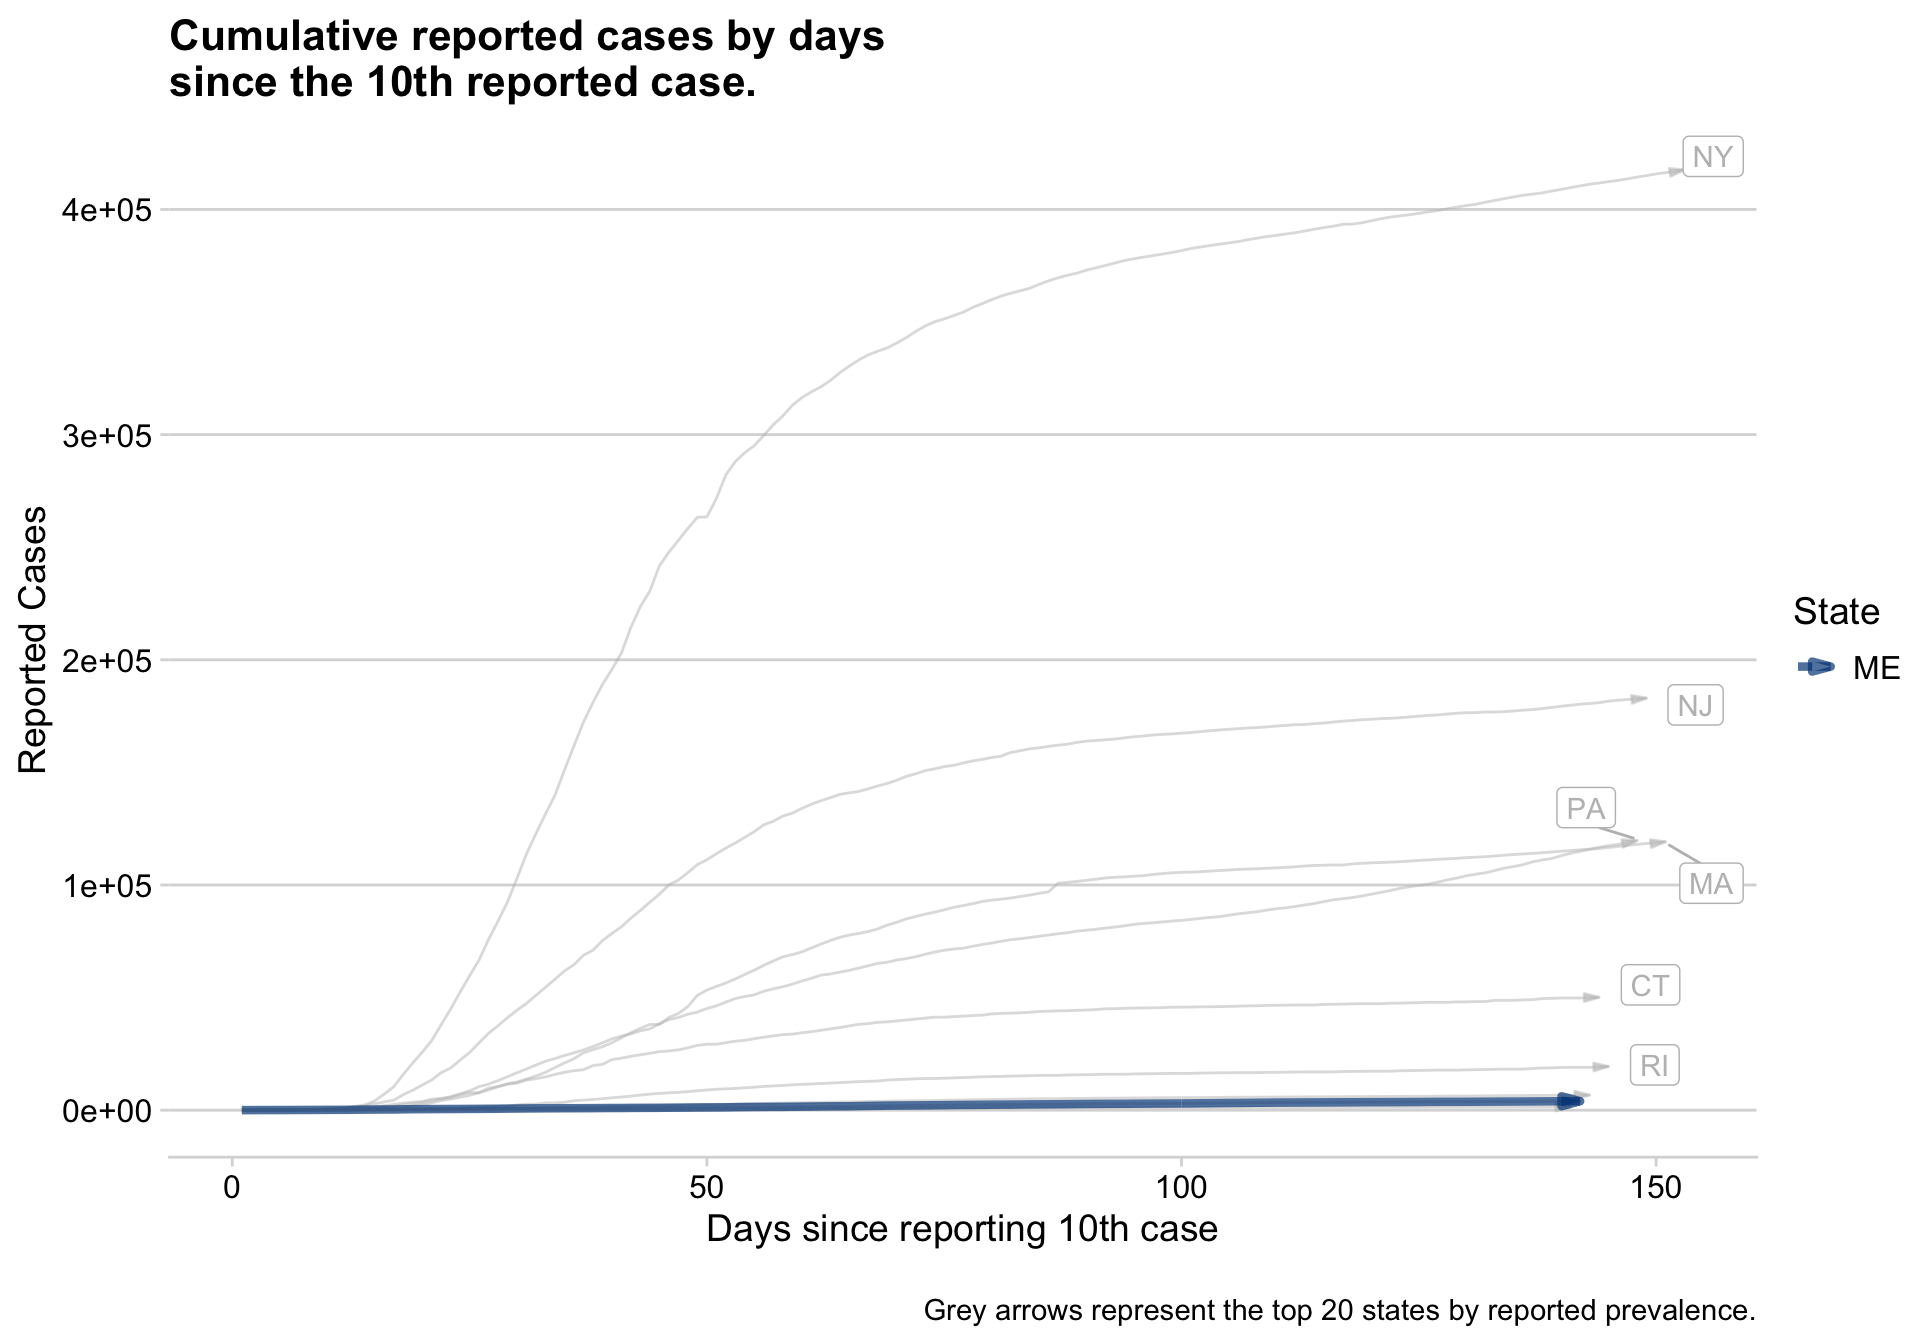 Cumulative reported cases by days
since the 10th reported case.
NY
4e+05
3e+05
Reported Cases
State
2e+05
ME
NJ
PA
1e+05
MA
CT
RI
0e+00
0 50 100 150
Days since reporting 10th case
Grey arrows represent the top 20 states by reported prevalence.